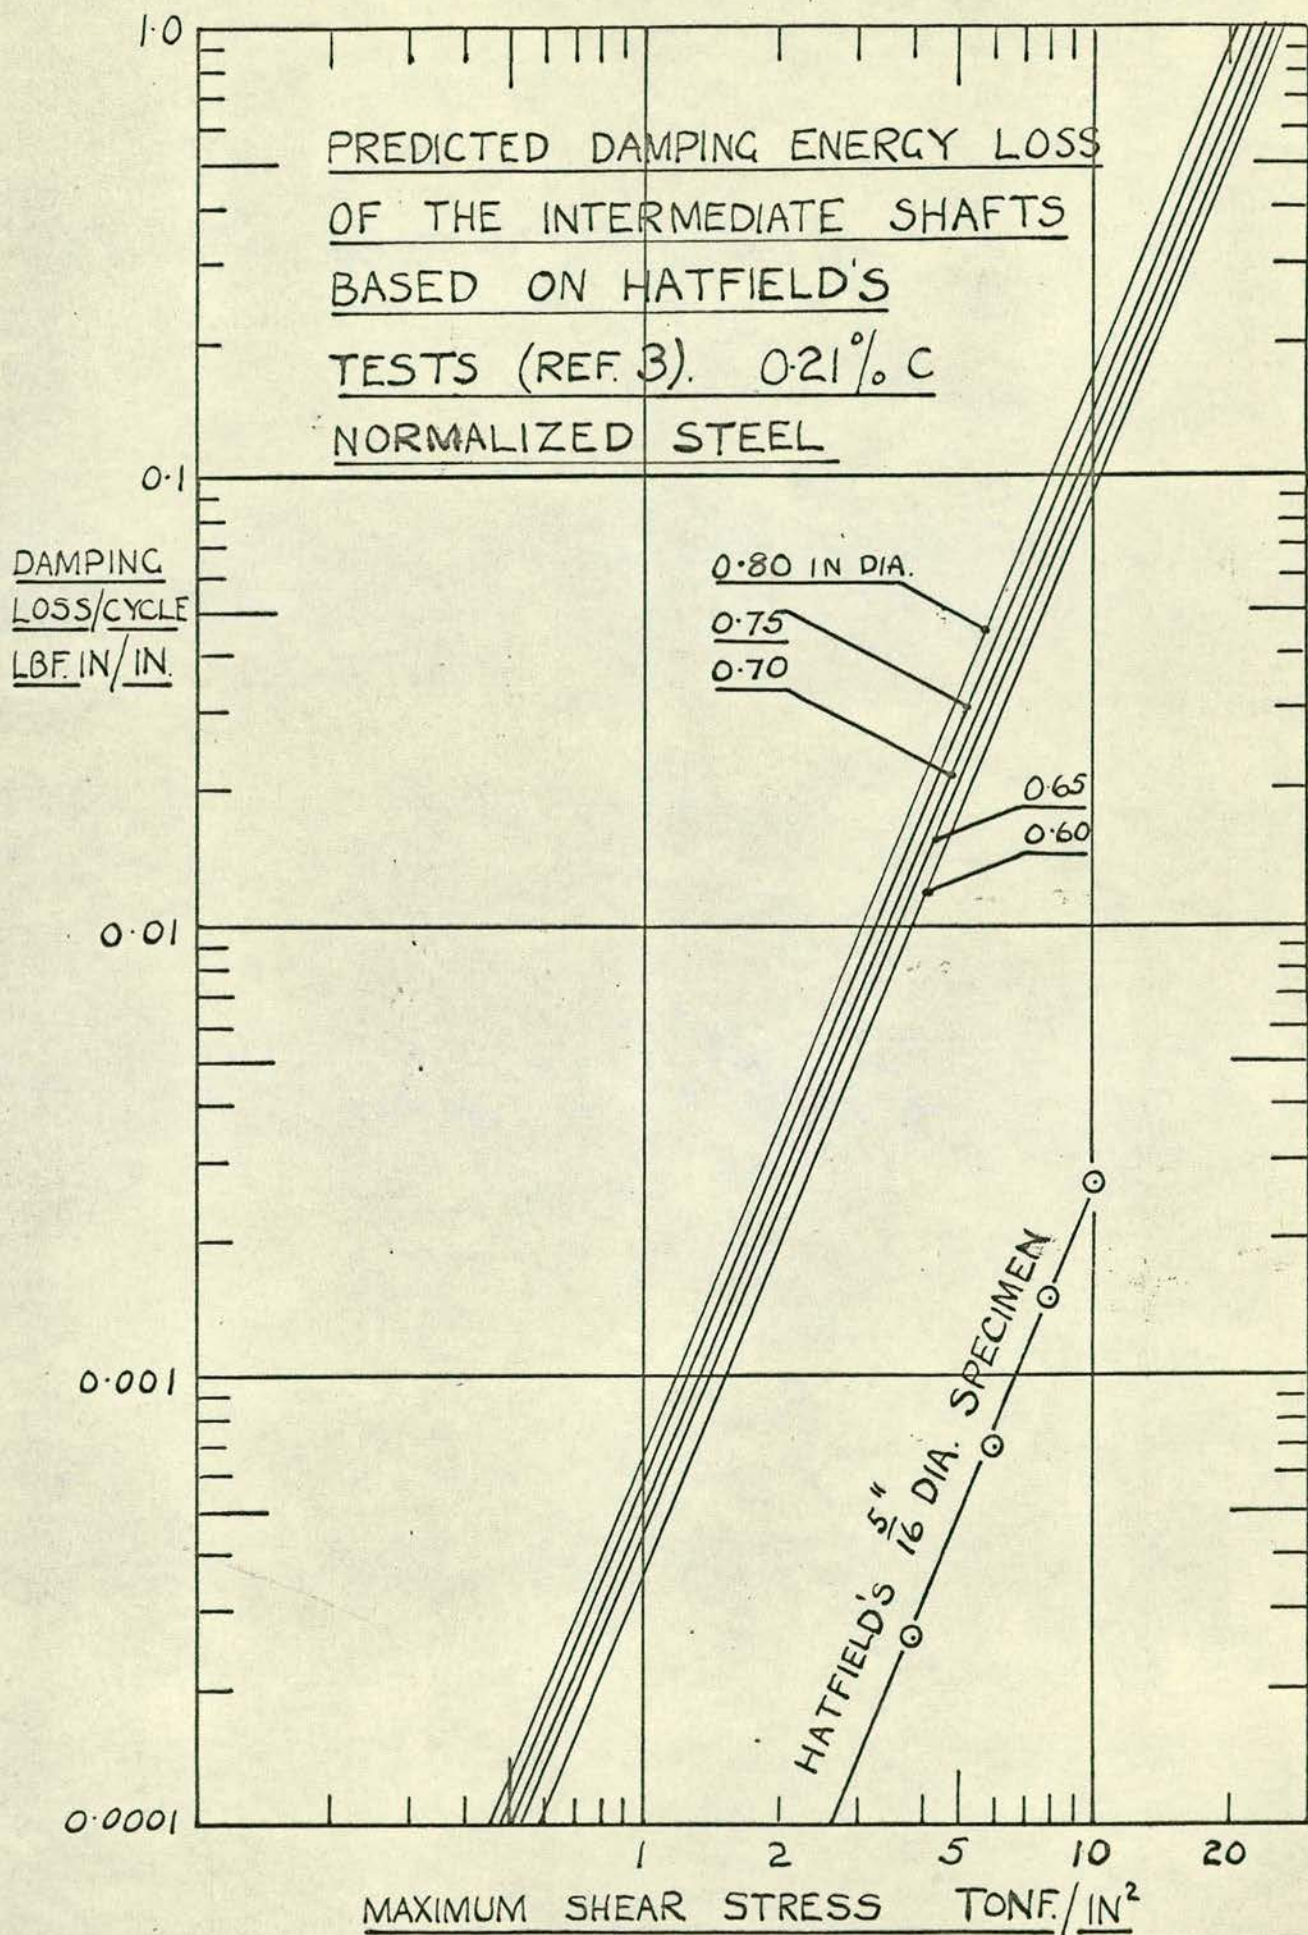 1.0
PREDICTED DAMPING ENERGY LOSS
OF THE INTERMEDIATE SHAFTS
BASED ON HATFIELD'S
TESTS (REF. 3). 0.21% C
NORMALIZED STEEL
0.1
DAMPING
LOSS/CYCLE
LBF. IN/IN.
0.80 IN DIA.
0.75
0.70
0.65
0.60
0.01
0.001
HATFIELD'S 5/16" DIA. SPECIMEN
0.0001
1 2 5 10 20
MAXIMUM SHEAR STRESS TONF./IN²